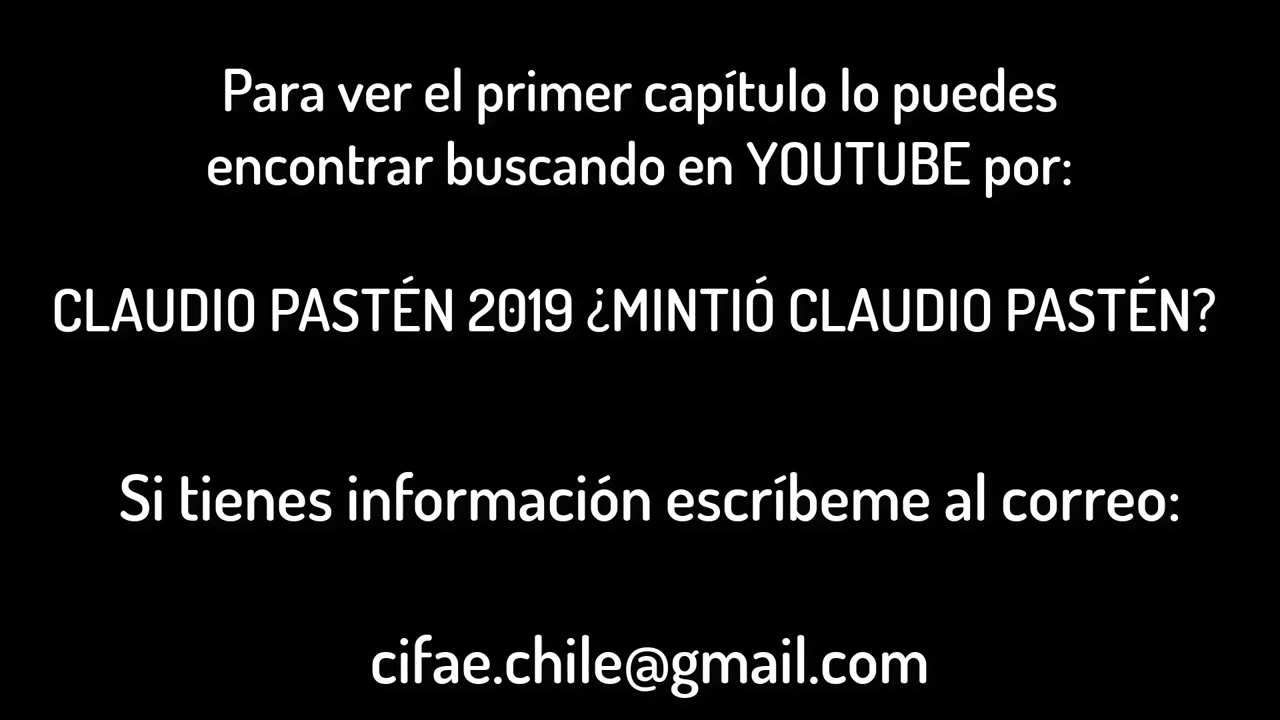 Para ver el primer capítulo lo puedes
encontrar buscando en YOUTUBE por:
CLAUDIO PASTÉN 2019 ¿MINTIÓ CLAUDIO PASTÉN?
Si tienes información escríbeme al correo:
cifae.chile@gmail.com